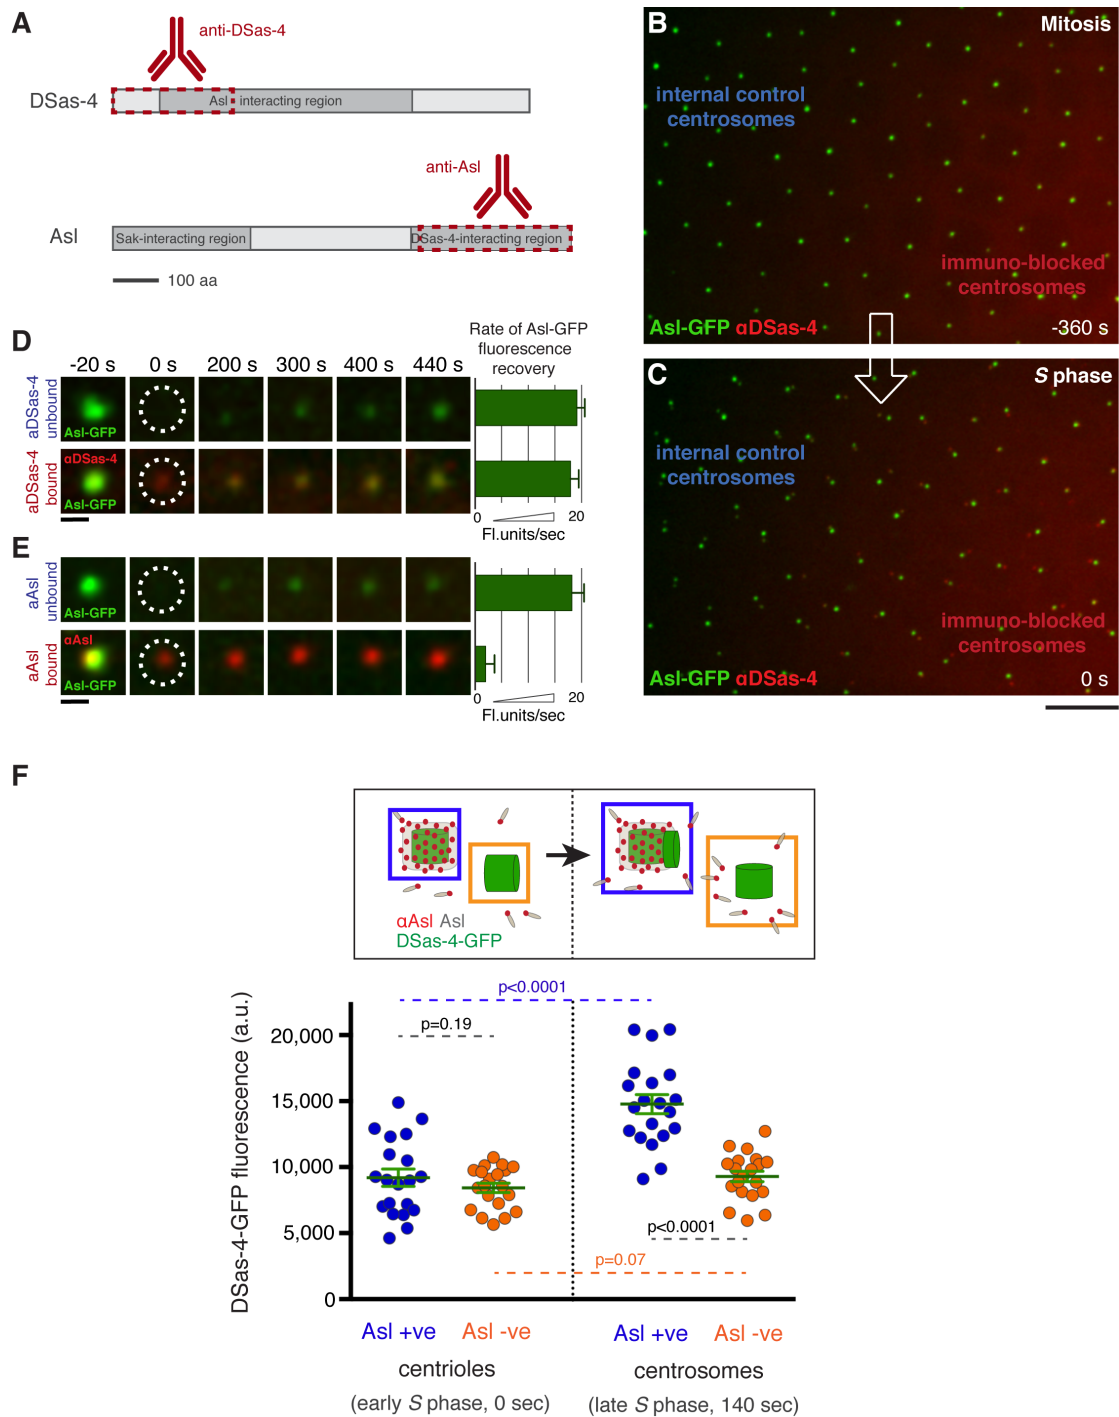 A
anti-DSas-4
DSas-4
Asl interacting region
anti-Asl
Asl
Sak-interacting region
DSas-4-interacting region
100 aa
B
Mitosis
internal control
centrosomes
immuno-blocked
centrosomes
Asl-GFP αDSas-4
-360 s
C
S phase
internal control
centrosomes
immuno-blocked
centrosomes
Asl-GFP αDSas-4
0 s
D
-20 s 0 s 200 s 300 s 400 s 440 s
Rate of Asl-GFP
fluorescence
recovery
aDSas-4
unbound
Asl-GFP
aDSas-4
bound
αDSas-4
Asl-GFP
0 20
Fl.units/sec
E
aAsl
unbound
Asl-GFP
aAsl
bound
αAsl
Asl-GFP
0 20
Fl.units/sec
F
αAsl Asl
DSas-4-GFP
DSas-4-GFP fluorescence (a.u.)
20,000
15,000
10,000
5,000
0
p<0.0001
p=0.19
p<0.0001
p=0.07
Asl +ve Asl -ve Asl +ve Asl -ve
centrioles centrosomes
(early S phase, 0 sec) (late S phase, 140 sec)